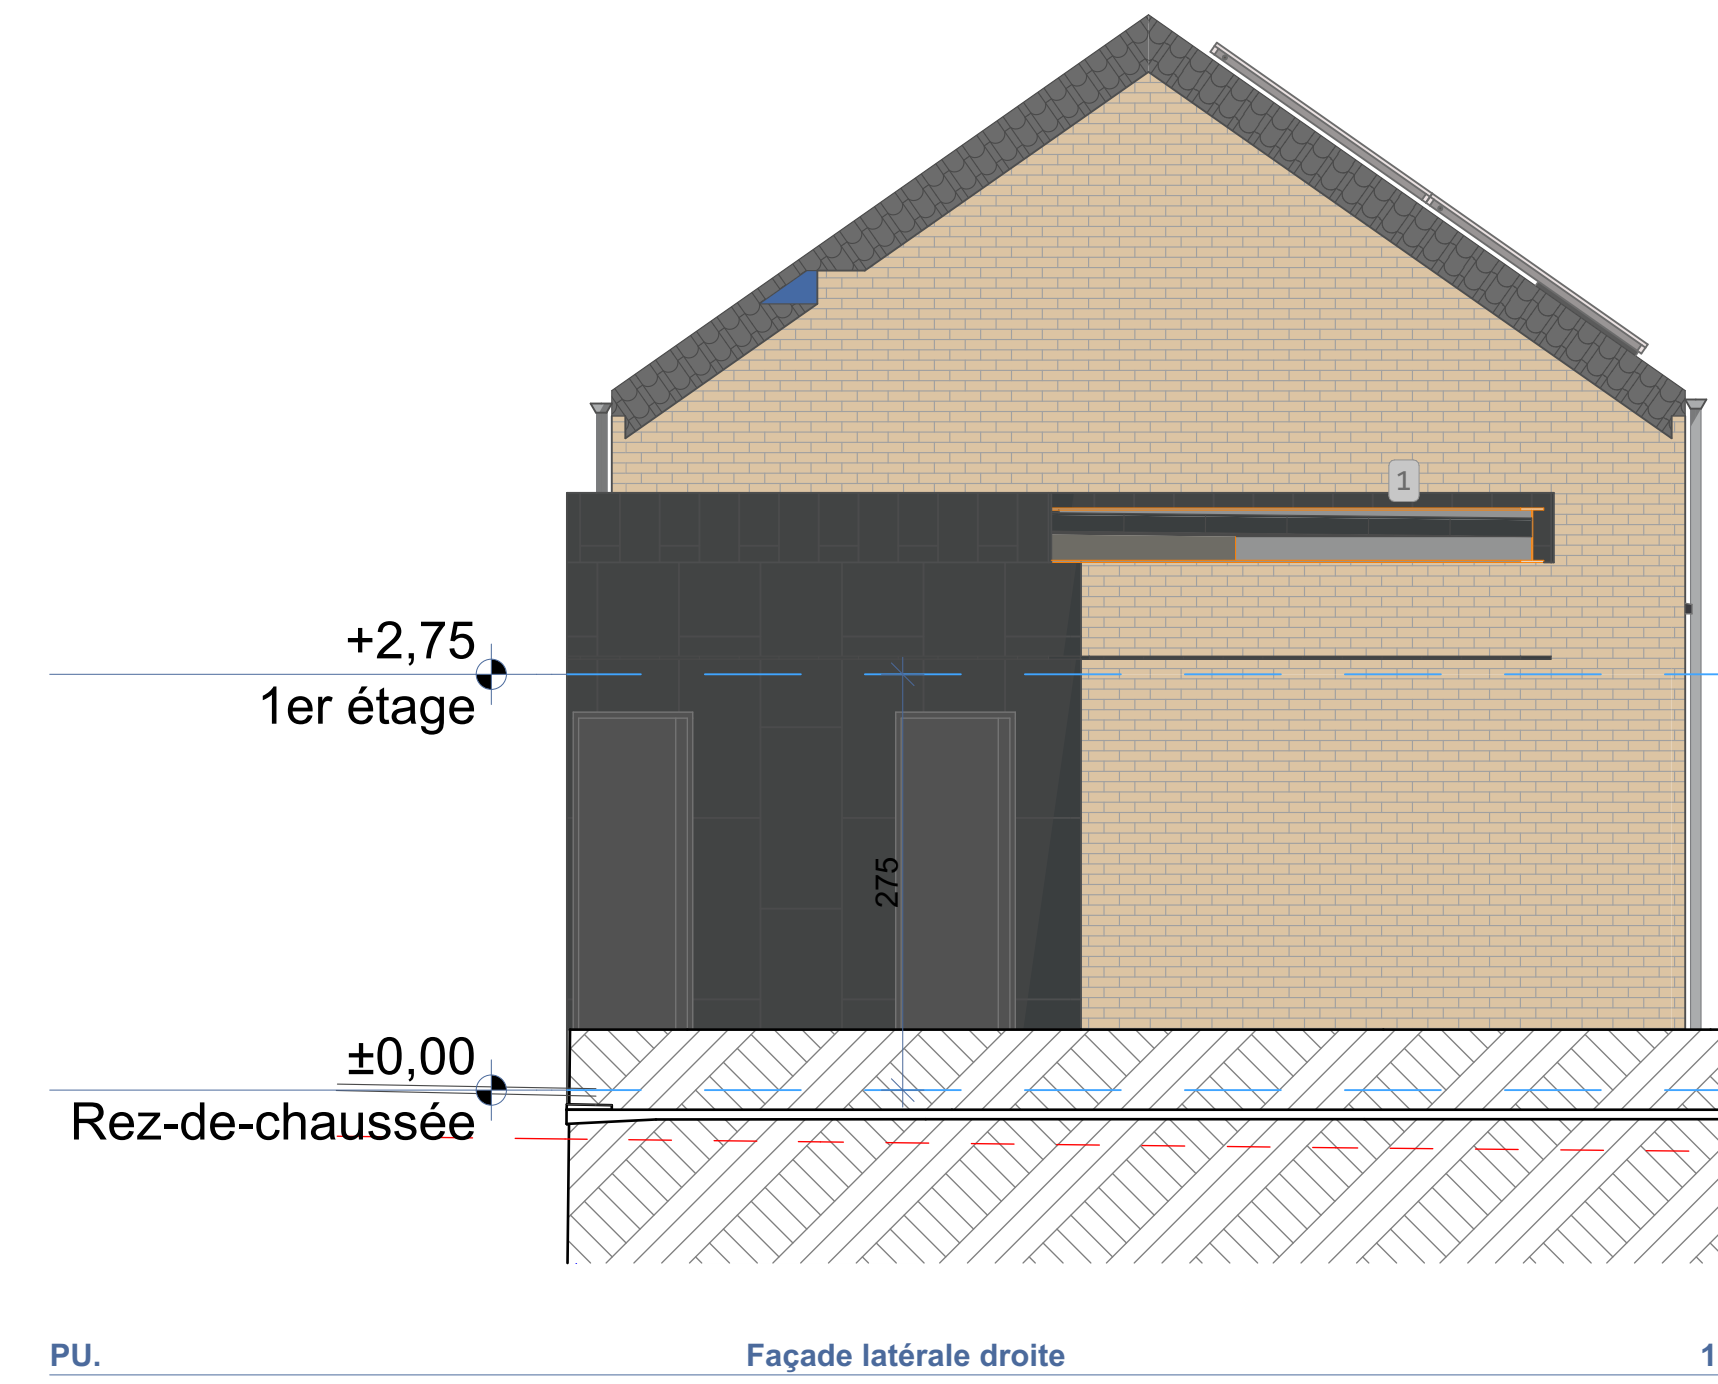 1
+2,75
1er étage
275
±0,00
Rez-de-chaussée
PU. Façade latérale droite 1